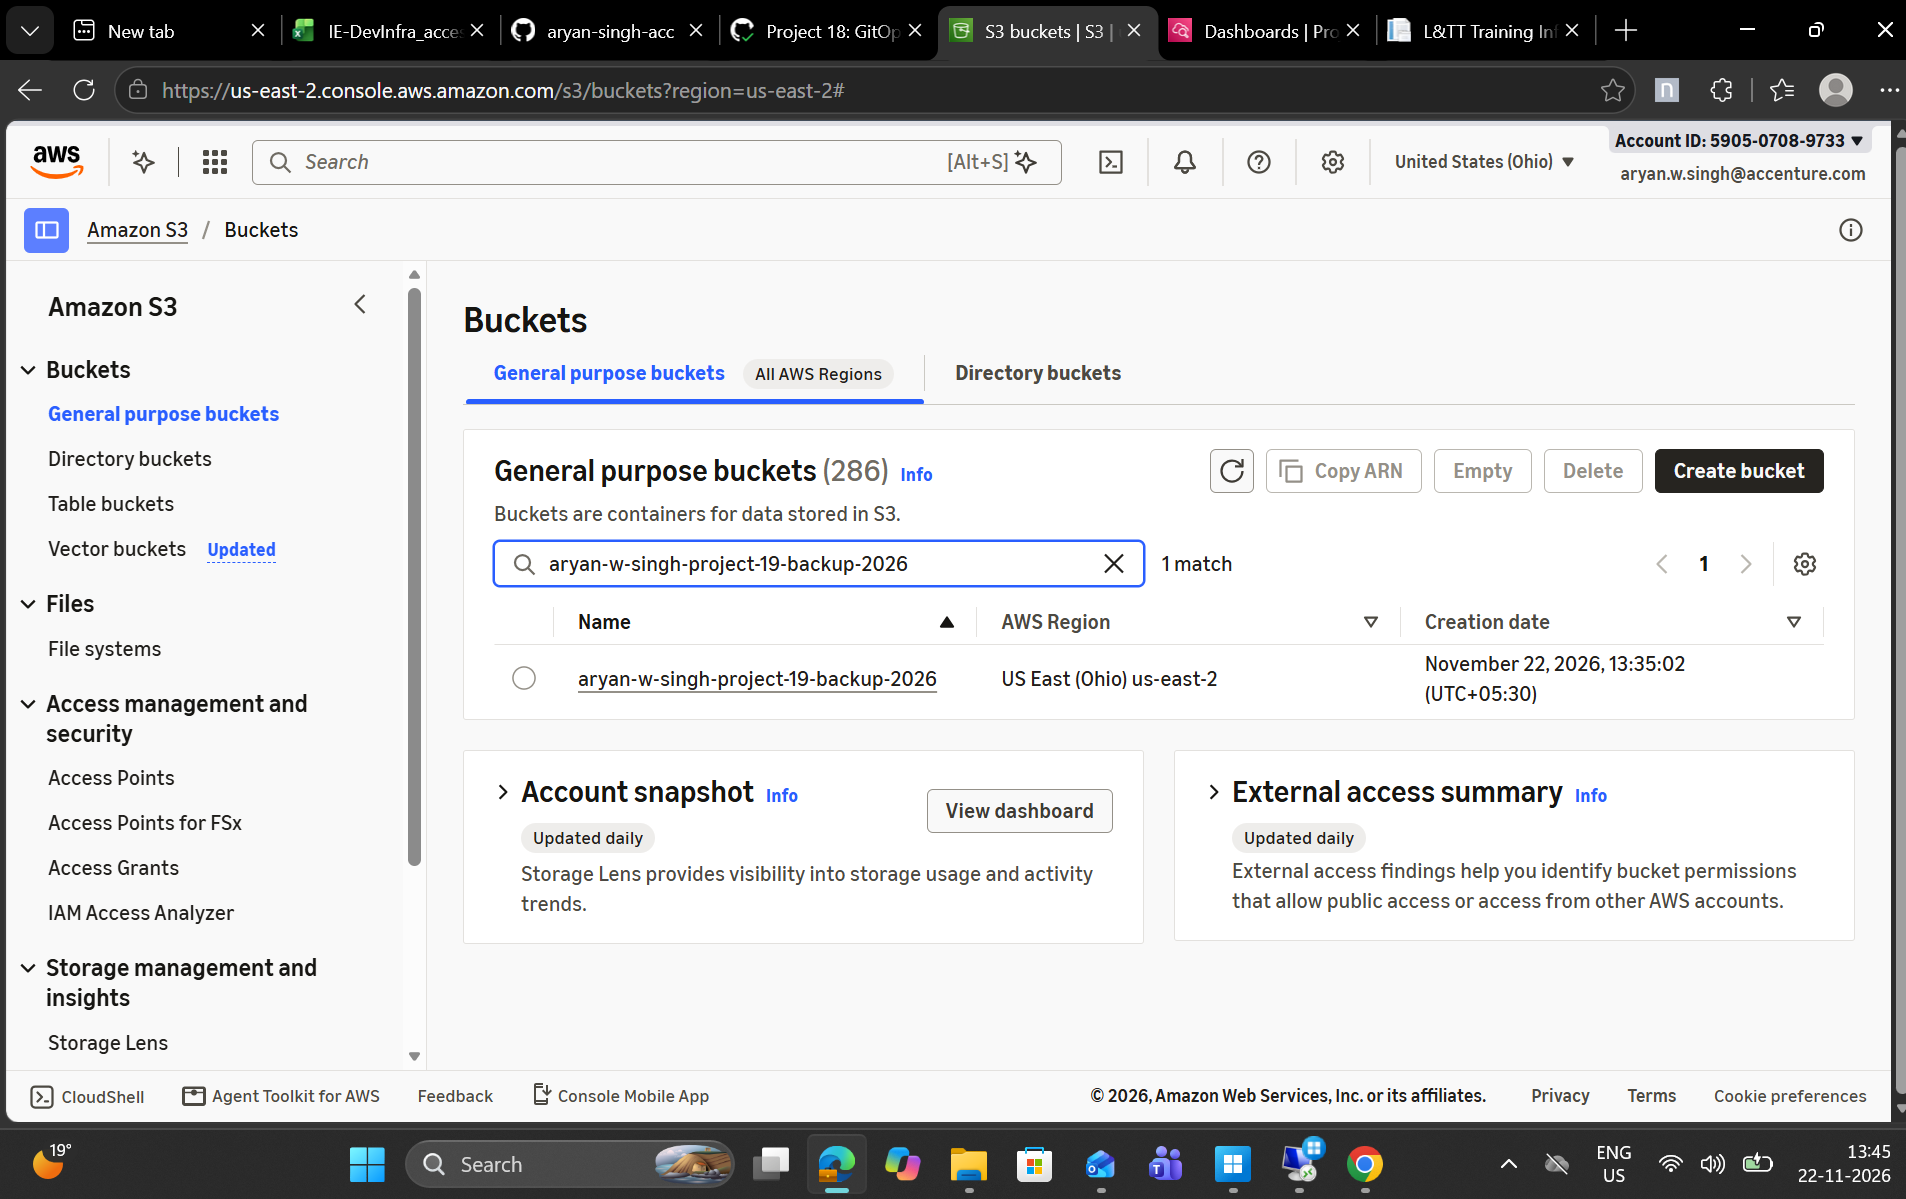 New tab
IE-DevInfra_acces
aryan-singh-acc
Project 18: GitOp
S3 buckets | S3 |
Dashboards | Pro
L&TT Training Inf
https://us-east-2.console.aws.amazon.com/s3/buckets?region=us-east-2#
n
aws
Search
[Alt+S]
United States (Ohio)
Account ID: 5905-0708-9733
aryan.w.singh@accenture.com
Amazon S3 / Buckets
Amazon S3
Buckets
General purpose buckets
Directory buckets
Table buckets
Vector buckets Updated
Files
File systems
Access management and
security
Access Points
Access Points for FSx
Access Grants
IAM Access Analyzer
Storage management and
insights
Storage Lens
Buckets
General purpose buckets All AWS Regions
Directory buckets
General purpose buckets (286) Info
Copy ARN
Empty
Delete
Create bucket
Buckets are containers for data stored in S3.
aryan-w-singh-project-19-backup-2026
1 match
1
Name
AWS Region
Creation date
aryan-w-singh-project-19-backup-2026
US East (Ohio) us-east-2
November 22, 2026, 13:35:02
(UTC+05:30)
Account snapshot Info
View dashboard
Updated daily
Storage Lens provides visibility into storage usage and activity
trends.
External access summary Info
Updated daily
External access findings help you identify bucket permissions
that allow public access or access from other AWS accounts.
CloudShell
Agent Toolkit for AWS
Feedback
Console Mobile App
© 2026, Amazon Web Services, Inc. or its affiliates.
Privacy
Terms
Cookie preferences
19°
Search
ENG
US
13:45
22-11-2026